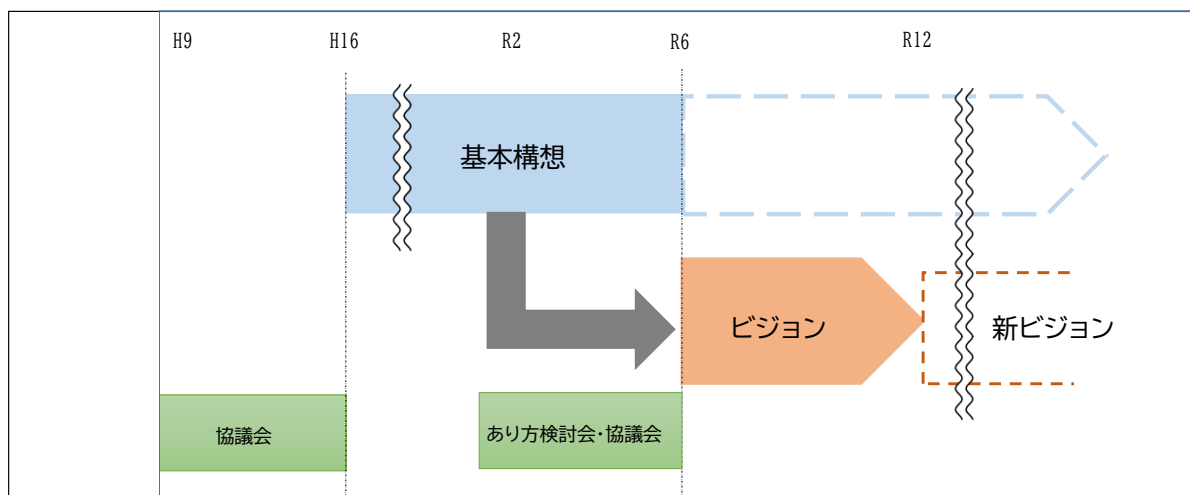 H9
H16
R2
R6
R12
基本構想
ビジョン
新ビジョン
協議会
あり方検討会・協議会